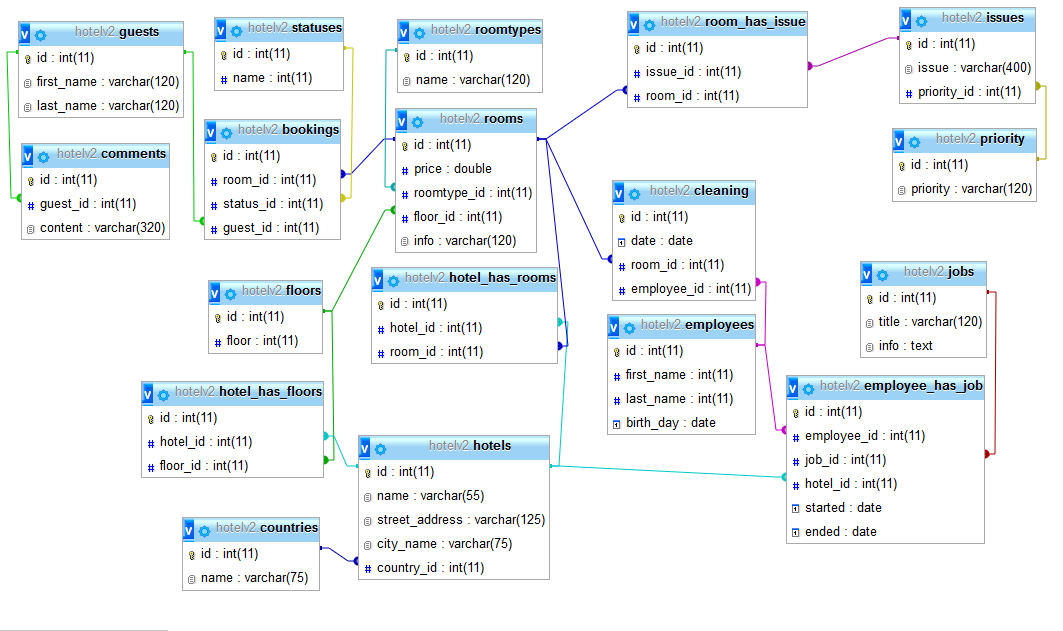 hotelv2 guests
id : int(11)
first_name : varchar(120)
last_name : varchar(120)
hotelv2 comments
id : int(11)
guest_id : int(11)
content : varchar(320)
hotelv2 statuses
id : int(11)
name : int(11)
hotelv2 bookings
id : int(11)
room_id : int(11)
status_id : int(11)
guest_id : int(11)
hotelv2 roomtypes
id : int(11)
name : varchar(120)
hotelv2 rooms
id : int(11)
price : double
roomtype_id : int(11)
floor_id : int(11)
info : varchar(120)
hotelv2 room_has_issue
id : int(11)
issue_id : int(11)
room_id : int(11)
hotelv2 issues
id : int(11)
issue : varchar(400)
priority_id : int(11)
hotelv2 priority
id : int(11)
priority : varchar(120)
hotelv2 cleaning
id : int(11)
date : date
room_id : int(11)
employee_id : int(11)
hotelv2 floors
id : int(11)
floor : int(11)
hotelv2 hotel_has_rooms
id : int(11)
hotel_id : int(11)
room_id : int(11)
hotelv2 employees
id : int(11)
first_name : int(11)
last_name : int(11)
birth_day : date
hotelv2 jobs
id : int(11)
title : varchar(120)
info : text
hotelv2 hotel_has_floors
id : int(11)
hotel_id : int(11)
floor_id : int(11)
hotelv2 hotels
id : int(11)
name : varchar(55)
street_address : varchar(125)
city_name : varchar(75)
country_id : int(11)
hotelv2 employee_has_job
id : int(11)
employee_id : int(11)
job_id : int(11)
hotel_id : int(11)
started : date
ended : date
hotelv2 countries
id : int(11)
name : varchar(75)